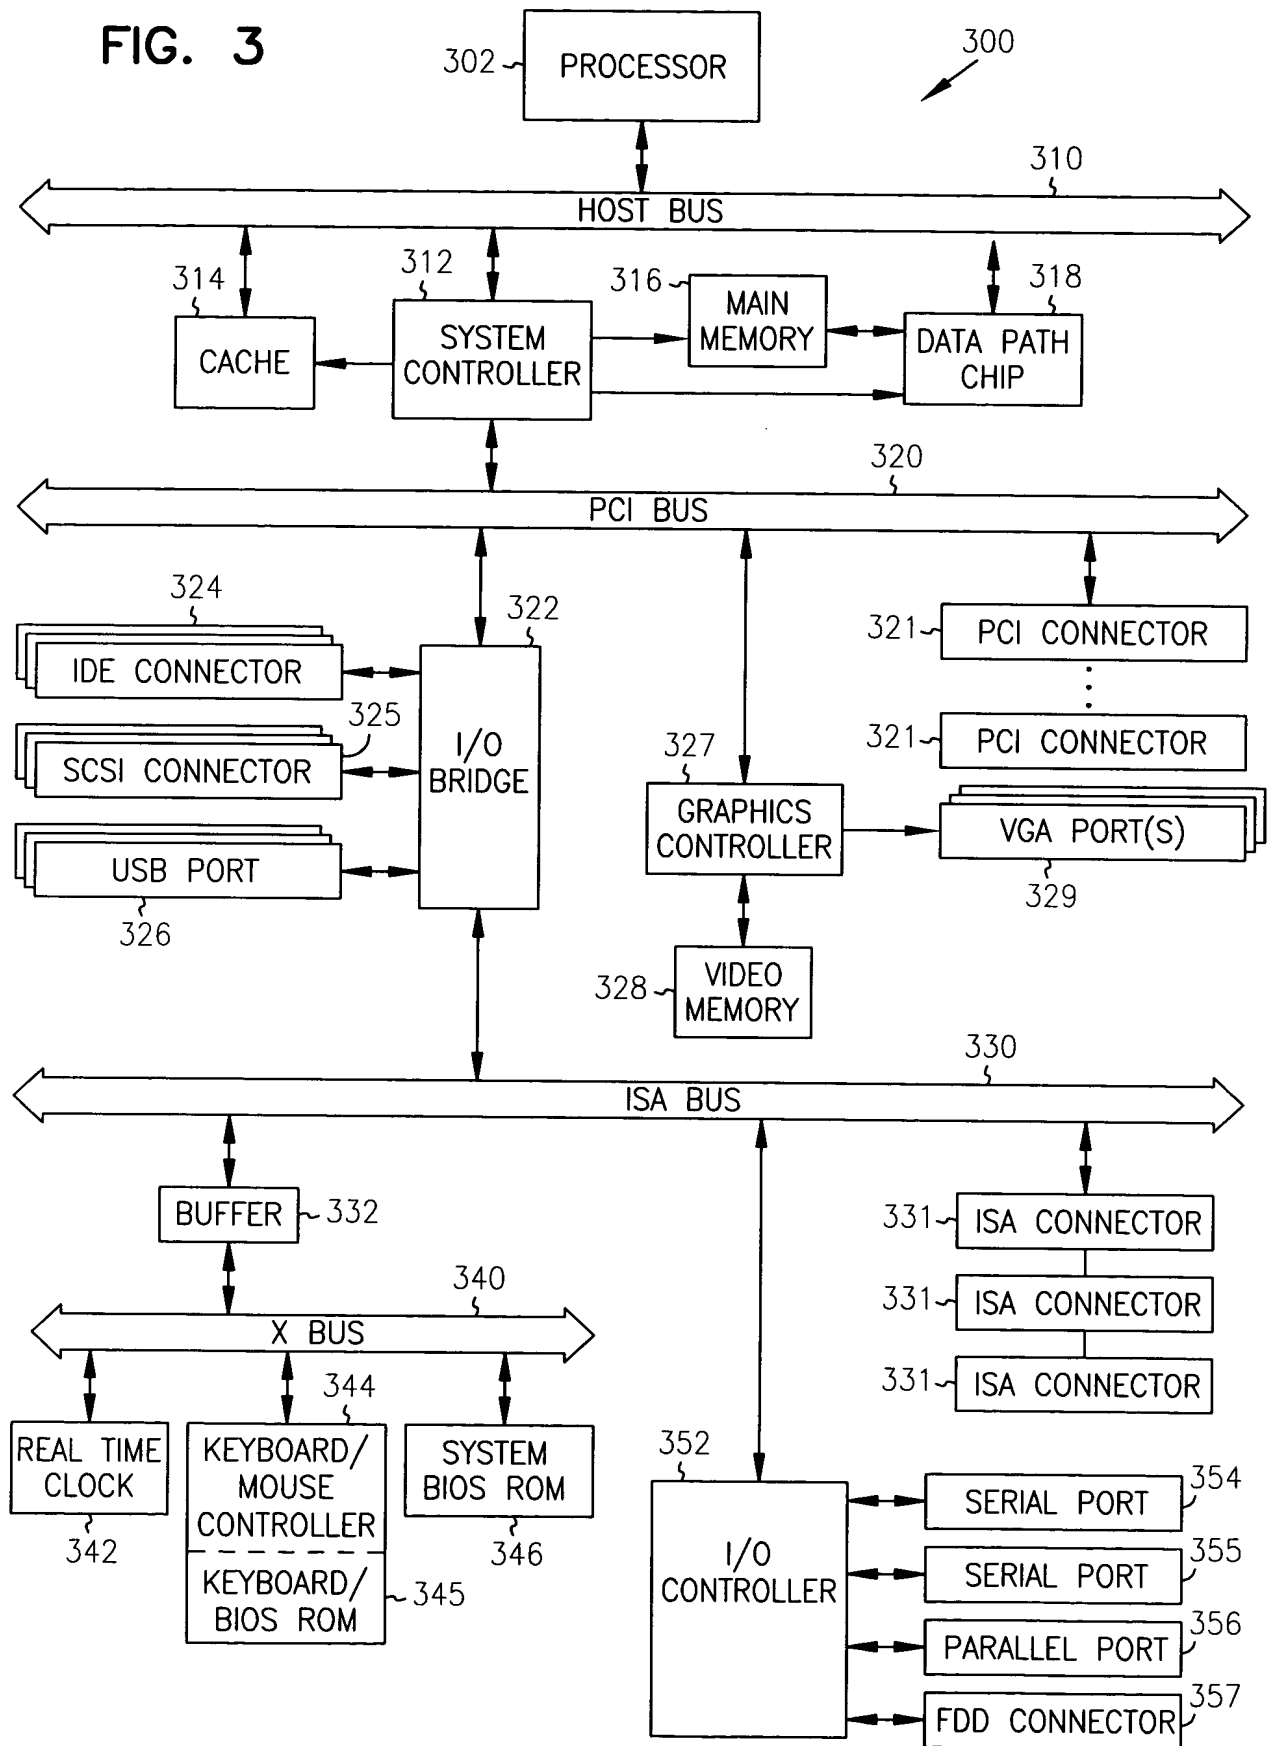 FIG. 3
302
PROCESSOR
300
310
HOST BUS
314
312
316
318
CACHE
SYSTEM
CONTROLLER
MAIN
MEMORY
DATA PATH
CHIP
320
PCI BUS
324
IDE CONNECTOR
322
321
PCI CONNECTOR
325
SCSI CONNECTOR
I/O
BRIDGE
321
PCI CONNECTOR
327
GRAPHICS
CONTROLLER
VGA PORT(S)
329
USB PORT
326
328
VIDEO
MEMORY
330
ISA BUS
BUFFER
332
331
ISA CONNECTOR
331
ISA CONNECTOR
331
ISA CONNECTOR
340
X BUS
344
REAL TIME
CLOCK
342
KEYBOARD/
MOUSE
CONTROLLER
KEYBOARD/
BIOS ROM
345
SYSTEM
BIOS ROM
346
352
I/O
CONTROLLER
354
SERIAL PORT
355
SERIAL PORT
356
PARALLEL PORT
357
FDD CONNECTOR